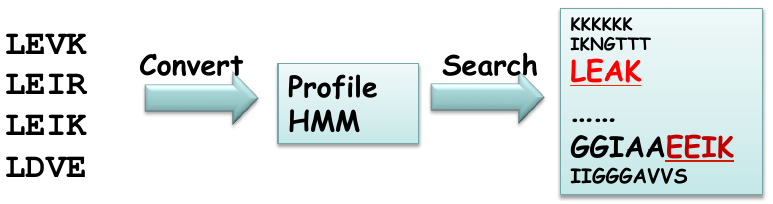 LEVK
LEIR
LEIK
LDVE
Convert
Profile
HMM
Search
KKKKKK
IKNGTTT
LEAK
……
GGIAAEEIK
IIGGGAVVS